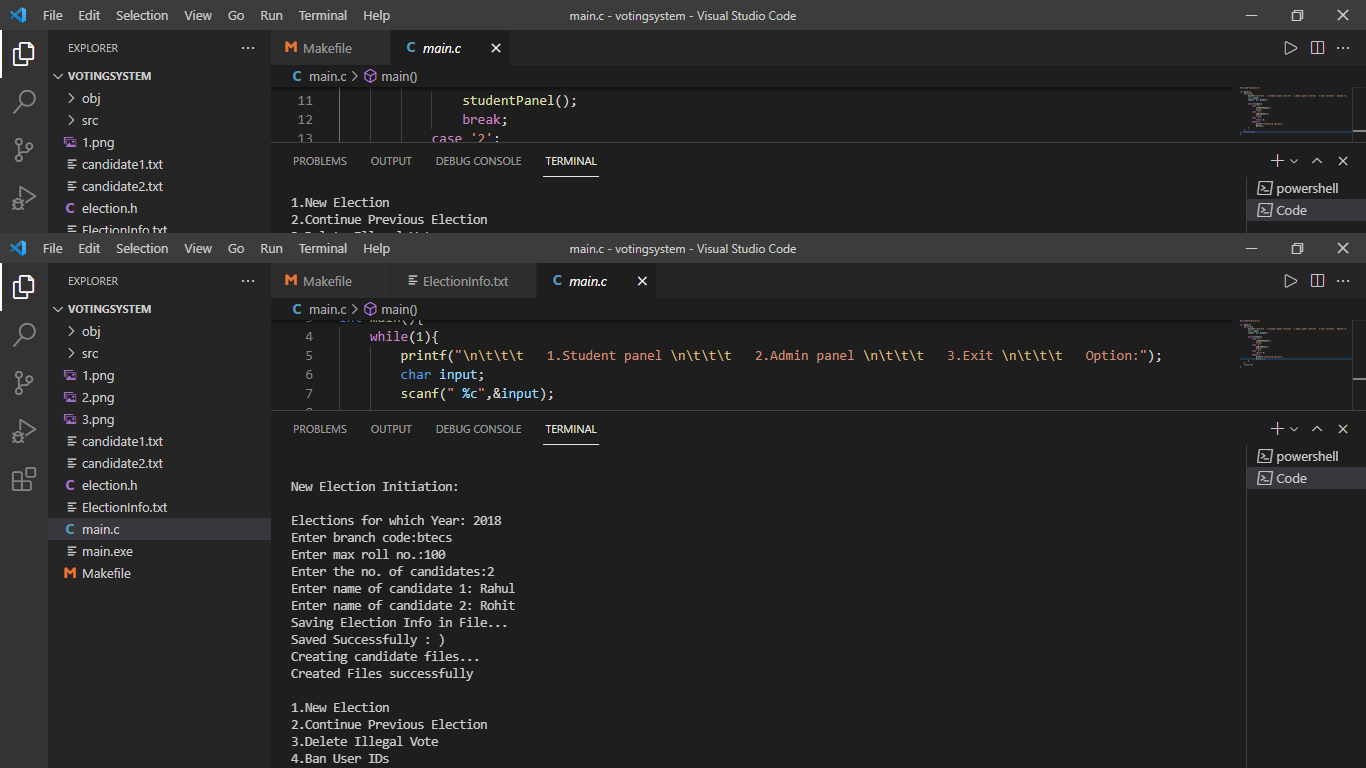 File Edit Selection View Go Run Terminal Help main.c - votingsystem - Visual Studio Code
EXPLORER ···
VOTINGSYSTEM
obj
src
1.png
candidate1.txt
candidate2.txt
C election.h
ElectionInfo.txt
M Makefile C main.c
C main.c > main()
11 studentPanel();
12 break;
13 case '2':
PROBLEMS OUTPUT DEBUG CONSOLE TERMINAL
1.New Election
2.Continue Previous Election
powershell
Code
File Edit Selection View Go Run Terminal Help main.c - votingsystem - Visual Studio Code
EXPLORER ···
VOTINGSYSTEM
obj
src
1.png
2.png
3.png
candidate1.txt
candidate2.txt
C election.h
ElectionInfo.txt
C main.c
main.exe
M Makefile
M Makefile ElectionInfo.txt C main.c
C main.c > main()
int main(){
4 while(1){
5 printf("\n\t\t\t 1.Student panel \n\t\t\t 2.Admin panel \n\t\t\t 3.Exit \n\t\t\t Option:");
6 char input;
7 scanf(" %c",&input);
PROBLEMS OUTPUT DEBUG CONSOLE TERMINAL
New Election Initiation:
Elections for which Year: 2018
Enter branch code:btecs
Enter max roll no.:100
Enter the no. of candidates:2
Enter name of candidate 1: Rahul
Enter name of candidate 2: Rohit
Saving Election Info in File...
Saved Successfully : )
Creating candidate files...
Created Files successfully
1.New Election
2.Continue Previous Election
3.Delete Illegal Vote
4.Ban User IDs
powershell
Code